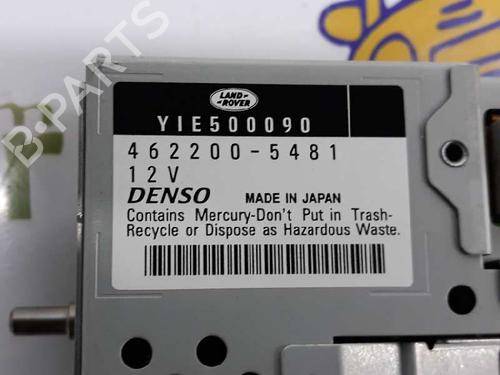 LAND-
ROVER
YIE500090
462200-5481
12V
DENSO MADE IN JAPAN
Contains Mercury-Don't Put in Trash-
Recycle or Dispose as Hazardous Waste.
B-PARTS